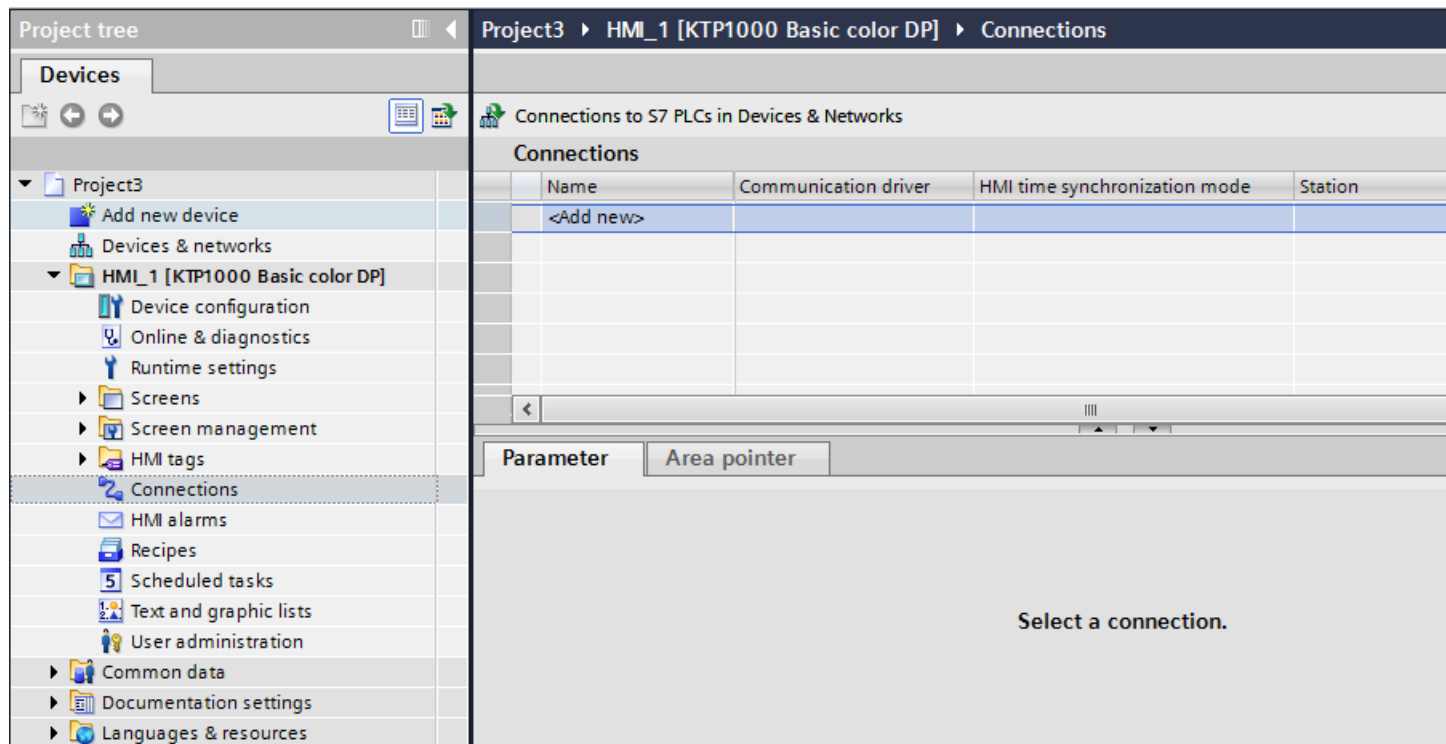 Project tree
Devices
Project3
Add new device
Devices & networks
HMI_1 [KTP1000 Basic color DP]
Device configuration
Online & diagnostics
Runtime settings
Screens
Screen management
HMI tags
Connections
HMI alarms
Recipes
Scheduled tasks
Text and graphic lists
User administration
Common data
Documentation settings
Languages & resources
Project3 HMI_1 [KTP1000 Basic color DP] Connections
Connections to S7 PLCs in Devices & Networks
Connections
Name Communication driver HMI time synchronization mode Station
<Add new>
Parameter Area pointer
Select a connection.